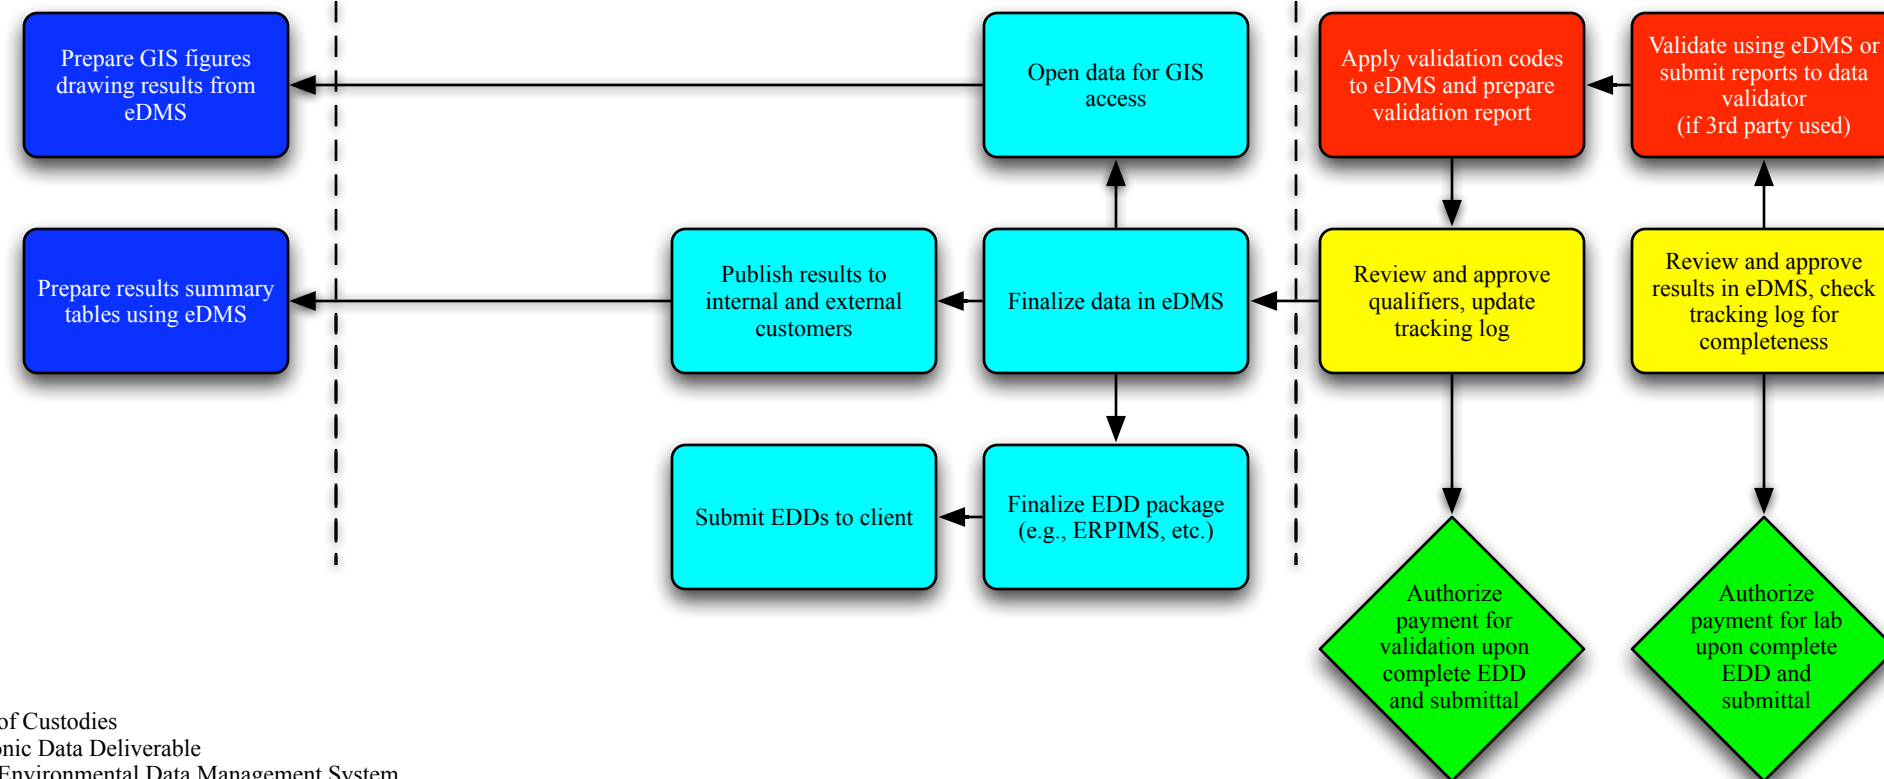 Prepare GIS figures
drawing results from
eDMS
Open data for GIS
access
Apply validation codes
to eDMS and prepare
validation report
Validate using eDMS or
submit reports to data
validator
(if 3rd party used)
Prepare results summary
tables using eDMS
Publish results to
internal and external
customers
Finalize data in eDMS
Review and approve
qualifiers, update
tracking log
Review and approve
results in eDMS, check
tracking log for
completeness
Submit EDDs to client
Finalize EDD package
(e.g., ERPIMS, etc.)
Authorize
payment for
validation upon
complete EDD
and submittal
Authorize
payment for lab
upon complete
EDD and
submittal
of Custodies
onic Data Deliverable
Environmental Data Management System